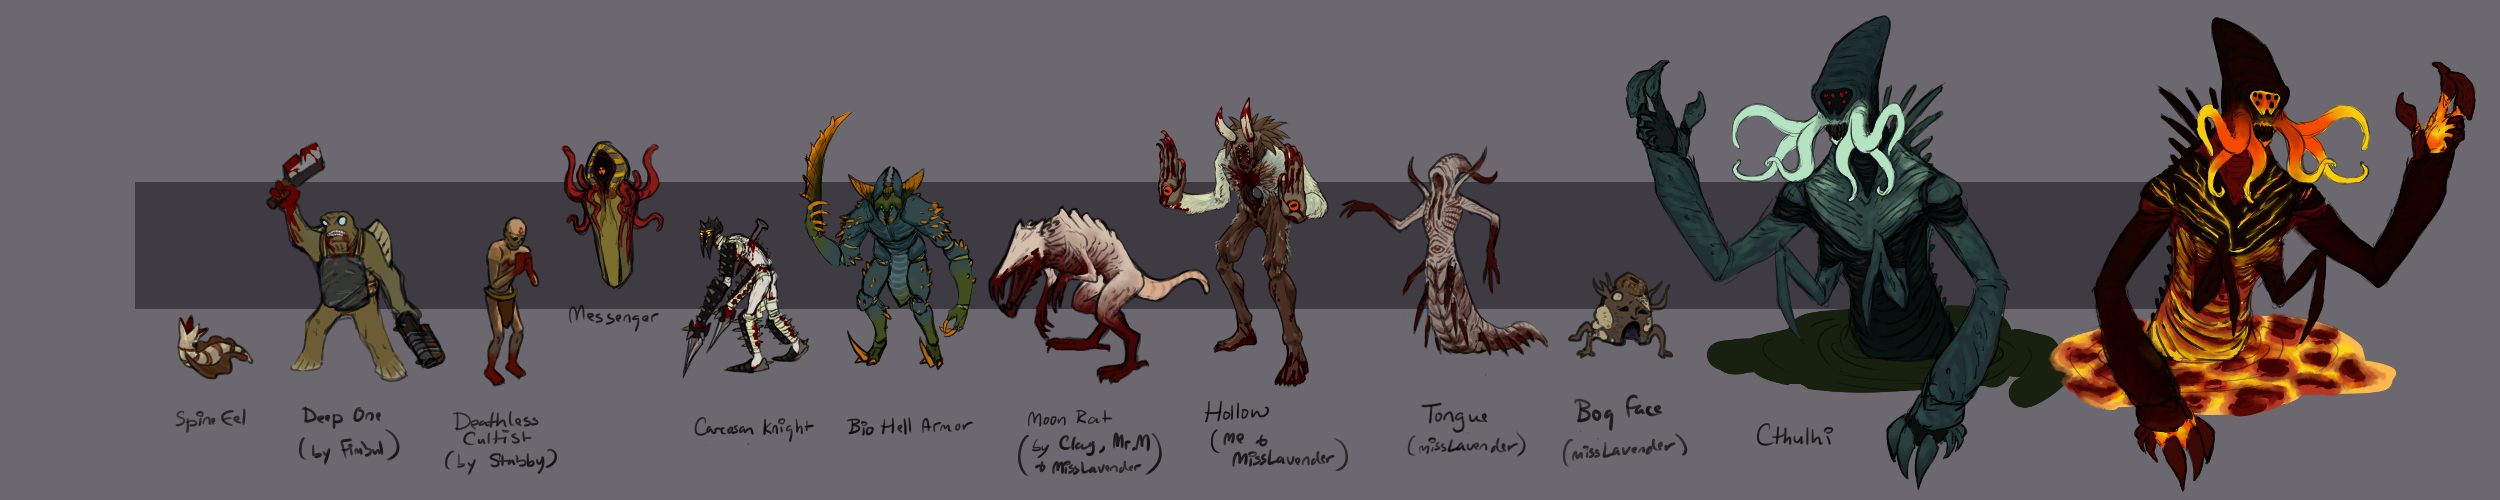 Spine Eel
Deep One
(by Fimbul)
Deathless
Cultist
(by Stabby)
Messenger
Carcosan Knight
Bio Hell Armor
Moon Rat
(by Clay, Mr.M
& MissLavender)
Hollow
(me &
MissLavender)
Tongue
(missLavender)
Bog Face
(missLavender)
Cthulhi